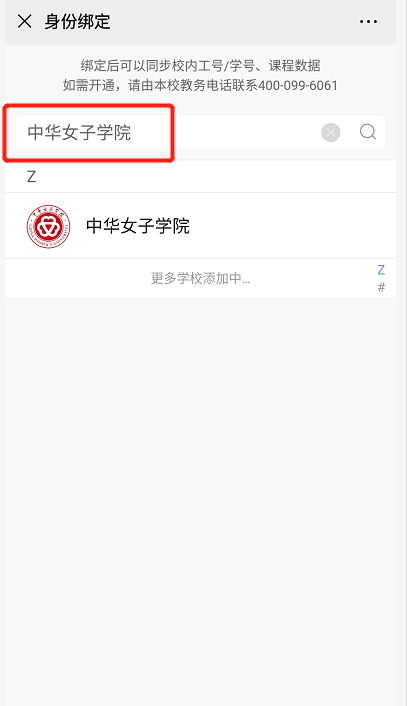 身份绑定
绑定后可以同步校内工号/学号、课程数据
如需开通，请由本校教务电话联系400-099-6061
中华女子学院
Z
中华女子学院
更多学校添加中...
Z
#